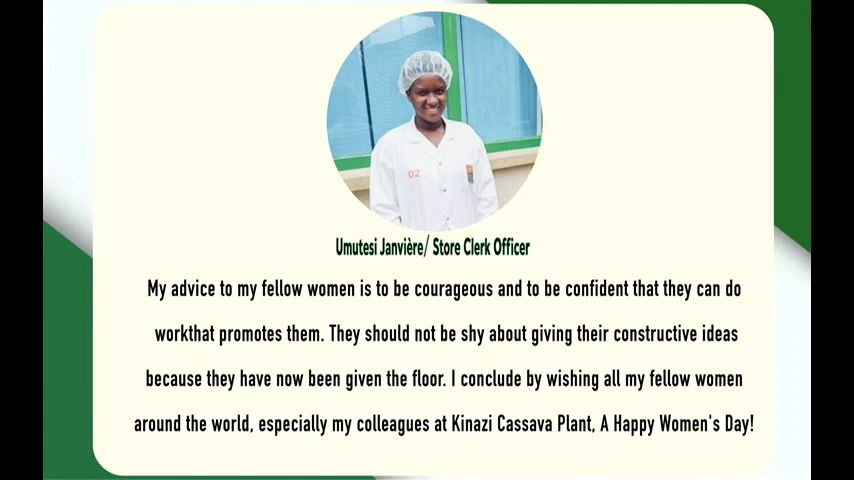 02
Umutesi Janvière/ Store Clerk Officer
My advice to my fellow women is to be courageous and to be confident that they can do
workthat promotes them. They should not be shy about giving their constructive ideas
because they have now been given the floor. I conclude by wishing all my fellow women
around the world, especially my colleagues at Kinazi Cassava Plant, A Happy Women's Day!